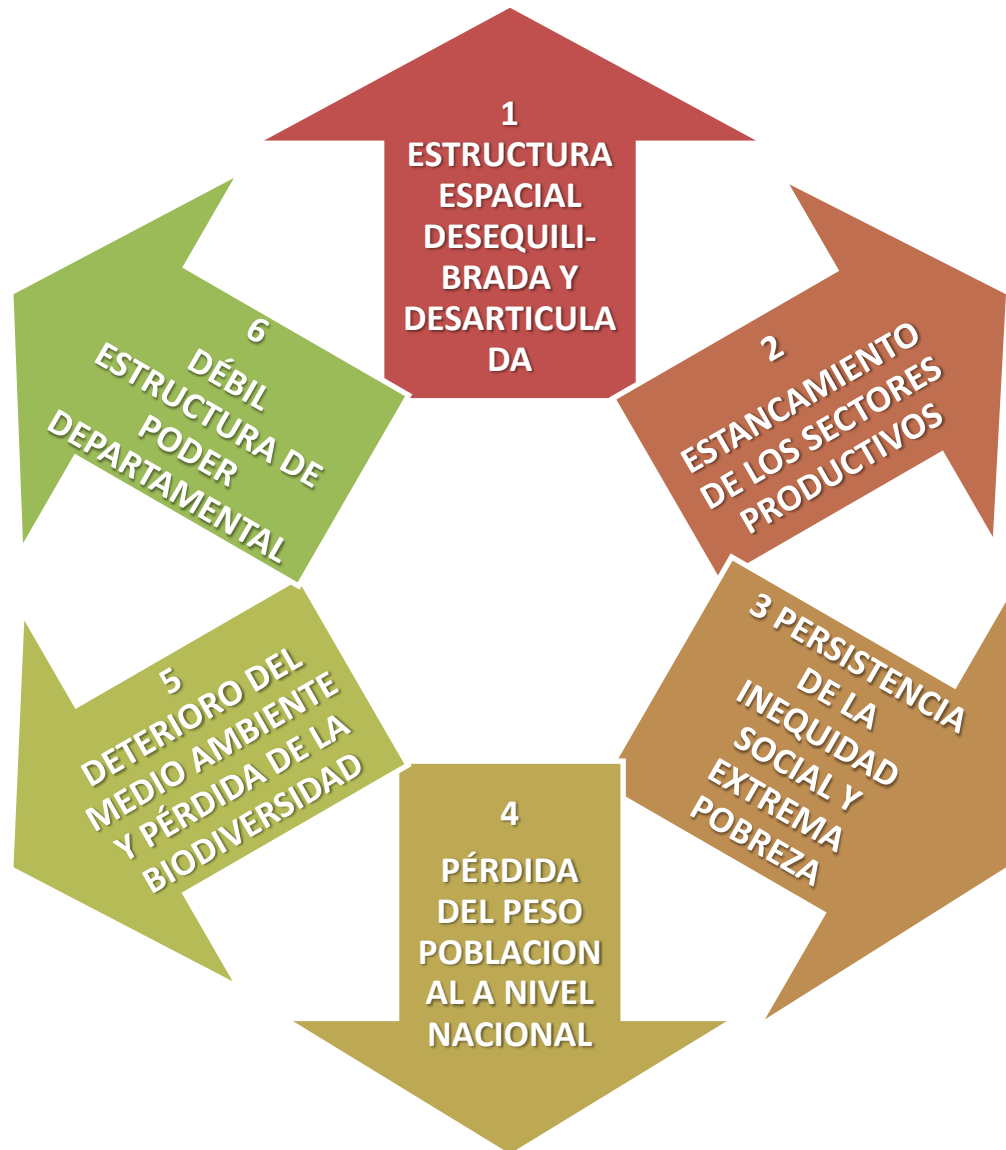 1
ESTRUCTURA
ESPACIAL
DESEQUILI-
BRADA Y
DESARTICULA
DA
2
ESTANCAMIENTO
DE LOS SECTORES
PRODUCTIVOS
3 PERSISTENCIA
DE LA
INEQUIDAD
SOCIAL Y
EXTREMA
POBREZA
4
PÉRDIDA
DEL PESO
POBLACION
AL A NIVEL
NACIONAL
5
DETERIORO DEL
MEDIO AMBIENTE
Y PÉRDIDA DE LA
BIODIVERSIDAD
6
DÉBIL
ESTRUCTURA DE
PODER
DEPARTAMENTAL